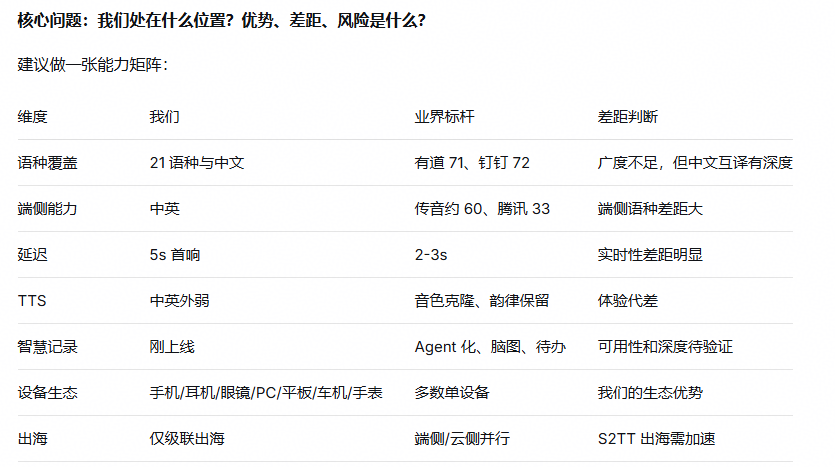 核心问题：我们处在什么位置？优势、差距、风险是什么？
建议做一张能力矩阵：
维度 我们 业界标杆 差距判断
语种覆盖 21 语种与中文 有道 71、钉钉 72 广度不足，但中文互译有深度
端侧能力 中英 传音约 60、腾讯 33 端侧语种差距大
延迟 5s 首响 2-3s 实时性差距明显
TTS 中英外弱 音色克隆、韵律保留 体验代差
智慧记录 刚上线 Agent 化、脑图、待办 可用性和深度待验证
设备生态 手机/耳机/眼镜/PC/平板/车机/手表 多数单设备 我们的生态优势
出海 仅级联出海 端侧/云侧并行 S2TT 出海需加速